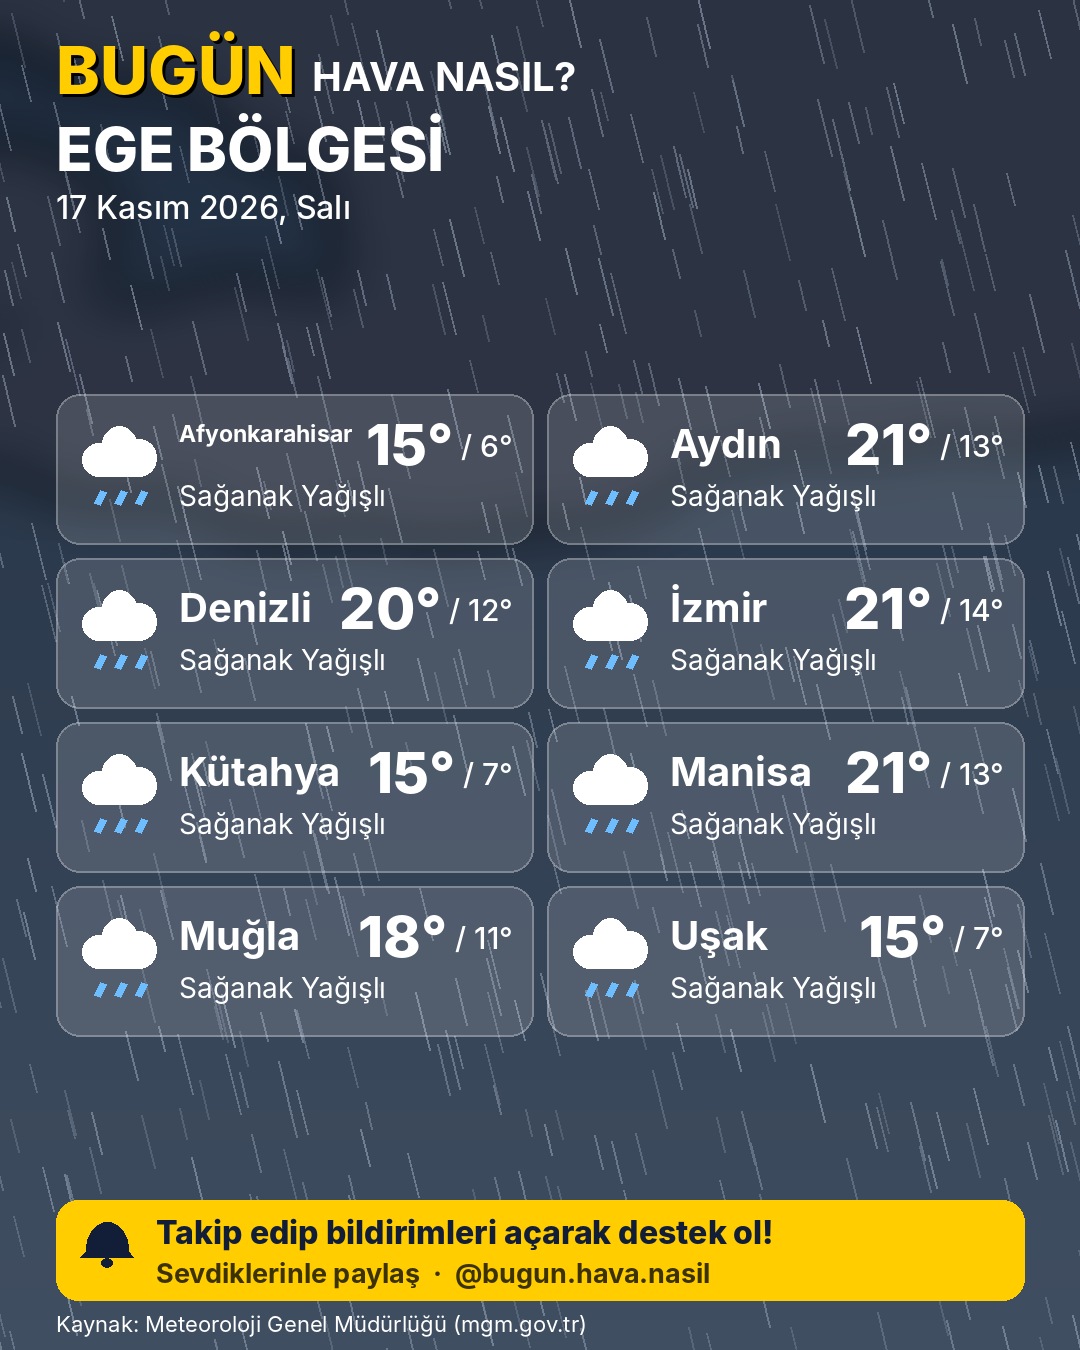 BUGÜN HAVA NASIL?
EGE BÖLGESİ
17 Kasım 2026, Salı
Afyonkarahisar 15° / 6°
Sağanak Yağışlı
Aydın 21° / 13°
Sağanak Yağışlı
Denizli 20° / 12°
Sağanak Yağışlı
İzmir 21° / 14°
Sağanak Yağışlı
Kütahya 15° / 7°
Sağanak Yağışlı
Manisa 21° / 13°
Sağanak Yağışlı
Muğla 18° / 11°
Sağanak Yağışlı
Uşak 15° / 7°
Sağanak Yağışlı
Takip edip bildirimleri açarak destek ol!
Sevdiklerinle paylaş · @bugun.hava.nasil
Kaynak: Meteoroloji Genel Müdürlüğü (mgm.gov.tr)